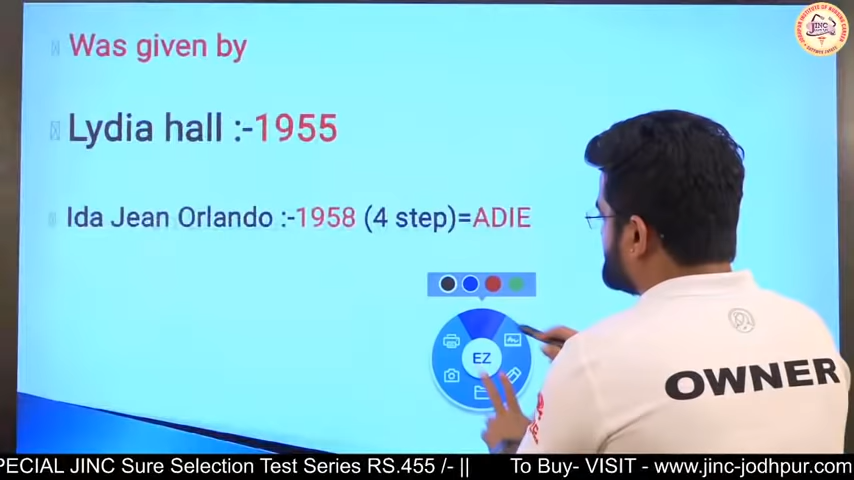 Was given by
Lydia hall :-1955
Ida Jean Orlando :-1958 (4 step)=ADIE
EZ
JINC
OWNER
PECIAL JINC Sure Selection Test Series RS.455 /- || To Buy- VISIT - www.jinc-jodhpur.com/